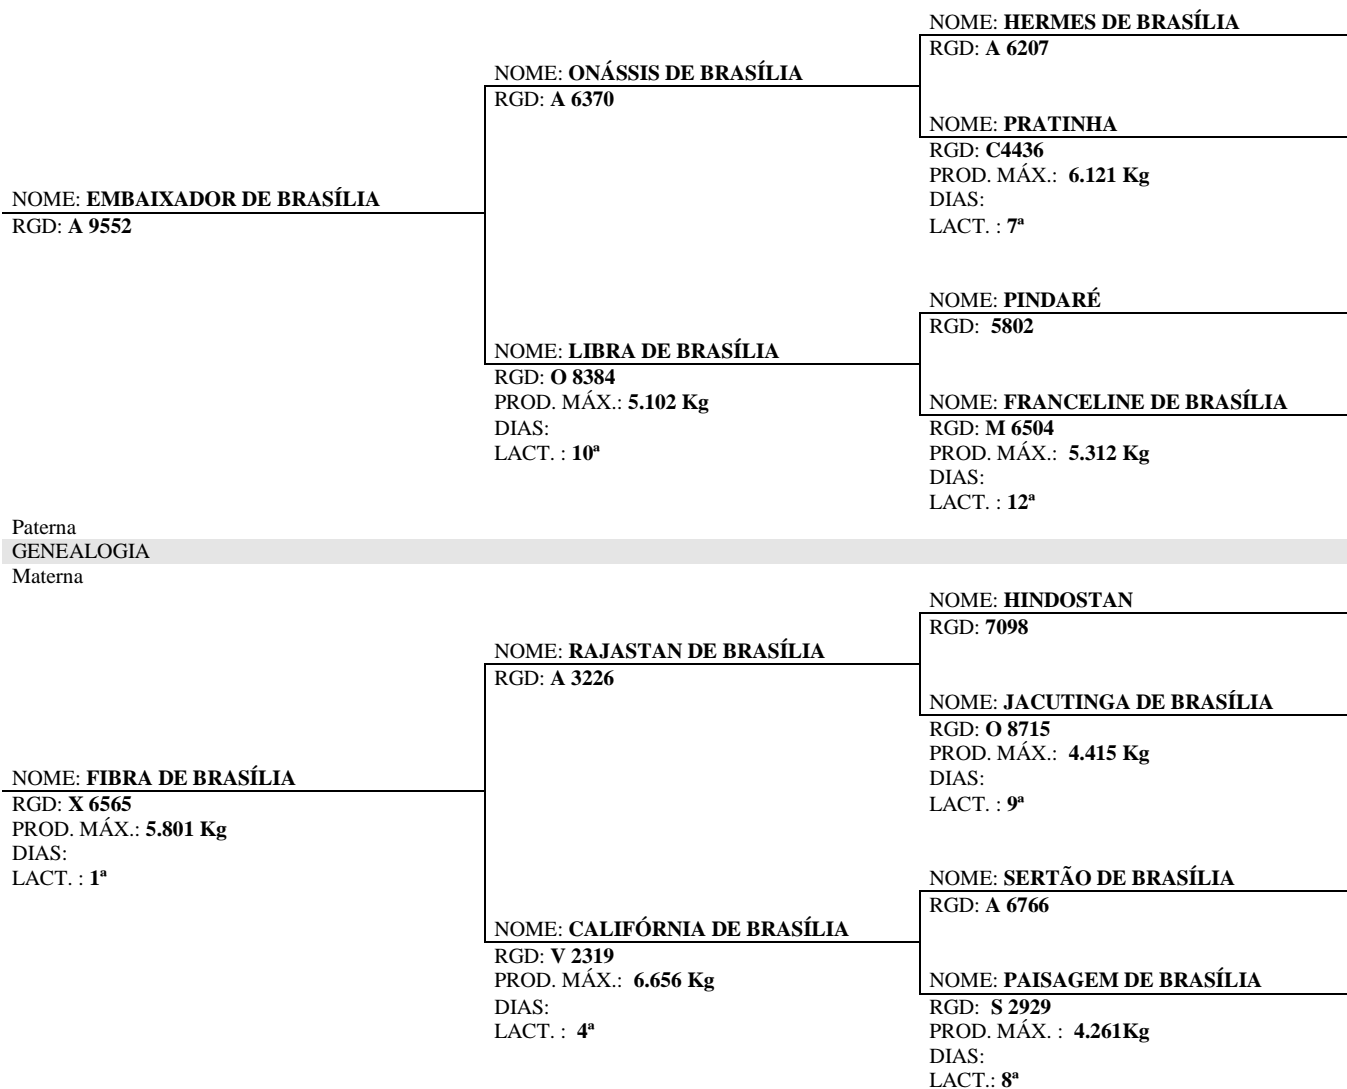 NOME: HERMES DE BRASÍLIA
RGD: A 6207
NOME: ONÁSSIS DE BRASÍLIA
RGD: A 6370
NOME: PRATINHA
RGD: C4436
PROD. MÁX.: 6.121 Kg
DIAS:
LACT. : 7ª
NOME: EMBAIXADOR DE BRASÍLIA
RGD: A 9552
NOME: PINDARÉ
RGD: 5802
NOME: LIBRA DE BRASÍLIA
RGD: O 8384
PROD. MÁX.: 5.102 Kg
DIAS:
LACT. : 10ª
NOME: FRANCELINE DE BRASÍLIA
RGD: M 6504
PROD. MÁX.: 5.312 Kg
DIAS:
LACT. : 12ª
Paterna
GENEALOGIA
Materna
NOME: HINDOSTAN
RGD: 7098
NOME: RAJASTAN DE BRASÍLIA
RGD: A 3226
NOME: JACUTINGA DE BRASÍLIA
RGD: O 8715
PROD. MÁX.: 4.415 Kg
DIAS:
LACT. : 9ª
NOME: FIBRA DE BRASÍLIA
RGD: X 6565
PROD. MÁX.: 5.801 Kg
DIAS:
LACT. : 1ª
NOME: SERTÃO DE BRASÍLIA
RGD: A 6766
NOME: CALIFÓRNIA DE BRASÍLIA
RGD: V 2319
PROD. MÁX.: 6.656 Kg
DIAS:
LACT. : 4ª
NOME: PAISAGEM DE BRASÍLIA
RGD: S 2929
PROD. MÁX. : 4.261Kg
DIAS:
LACT.: 8ª